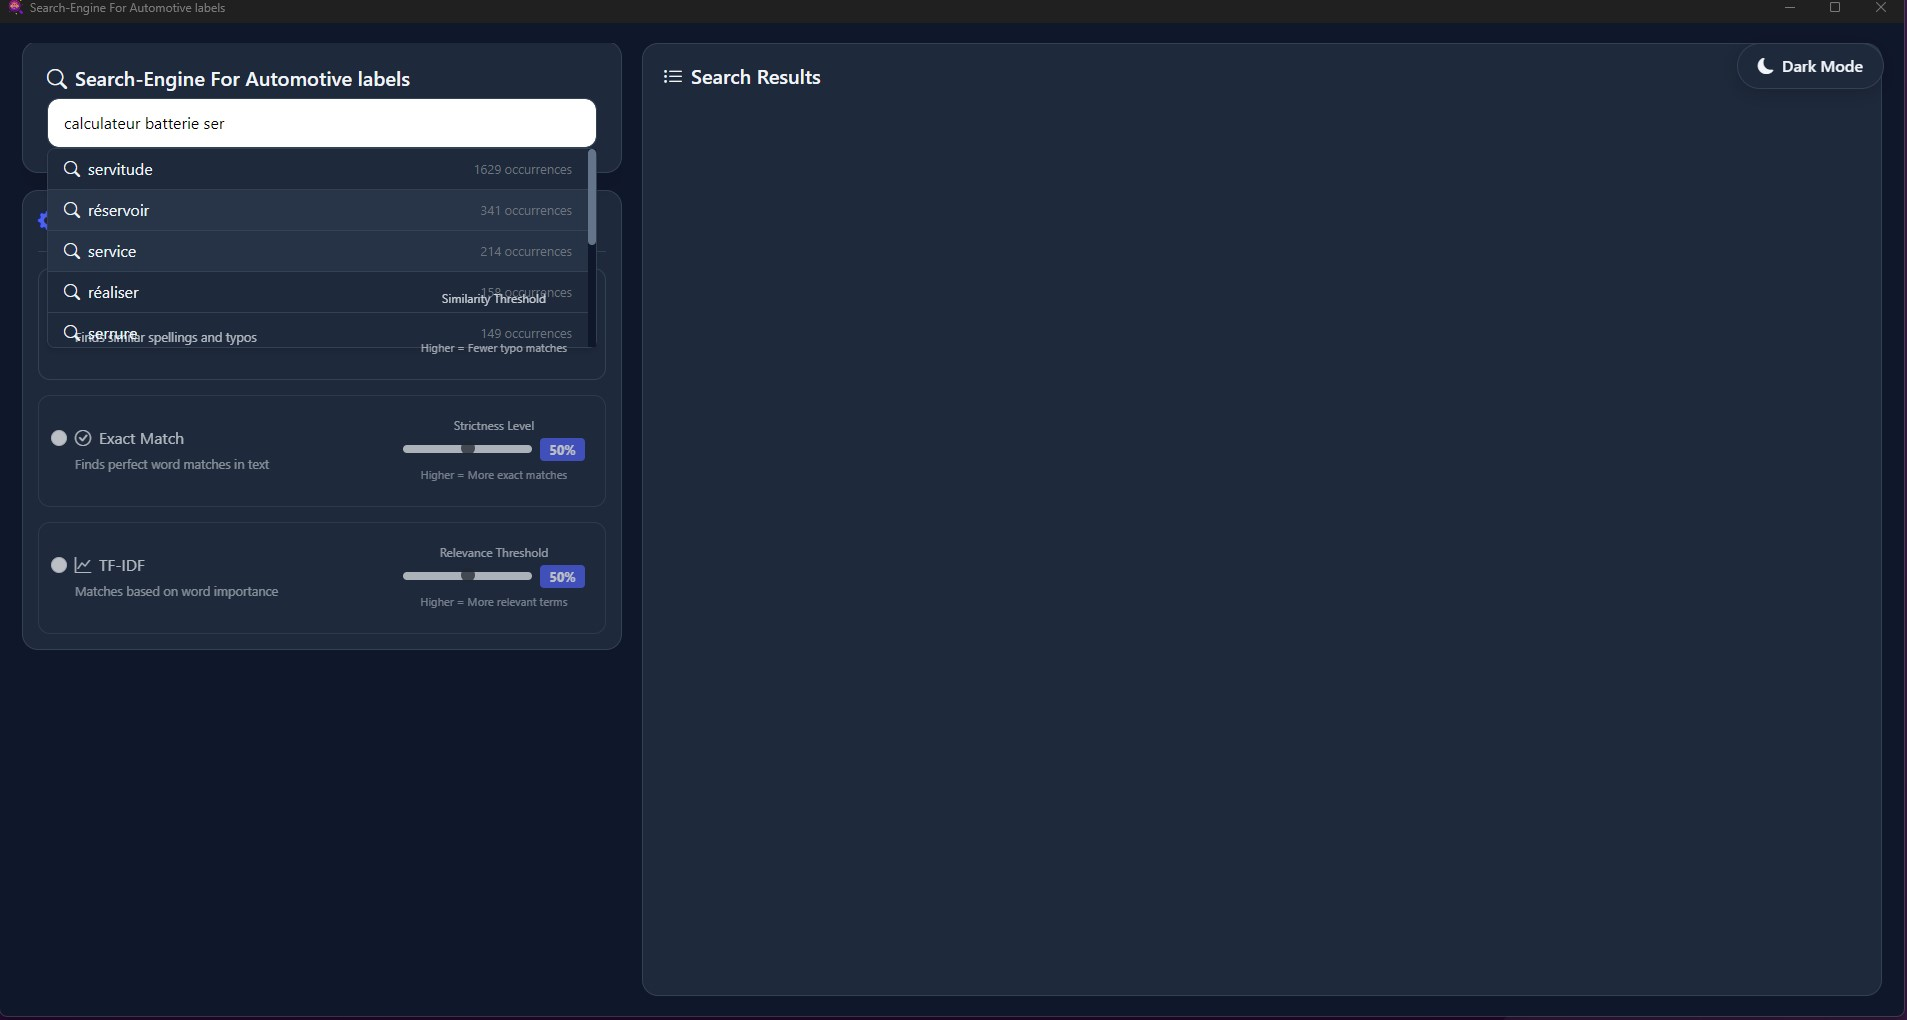 Search-Engine For Automotive labels
Search-Engine For Automotive labels
calculateur batterie ser
servitude 1629 occurrences
réservoir 341 occurrences
service 214 occurrences
réaliser 158 occurrences
Similarity Threshold
serrure 149 occurrences
Finds similar spellings and typos
Higher = Fewer typo matches
Exact Match
Finds perfect word matches in text
Strictness Level
50%
Higher = More exact matches
TF-IDF
Matches based on word importance
Relevance Threshold
50%
Higher = More relevant terms
Search Results
Dark Mode